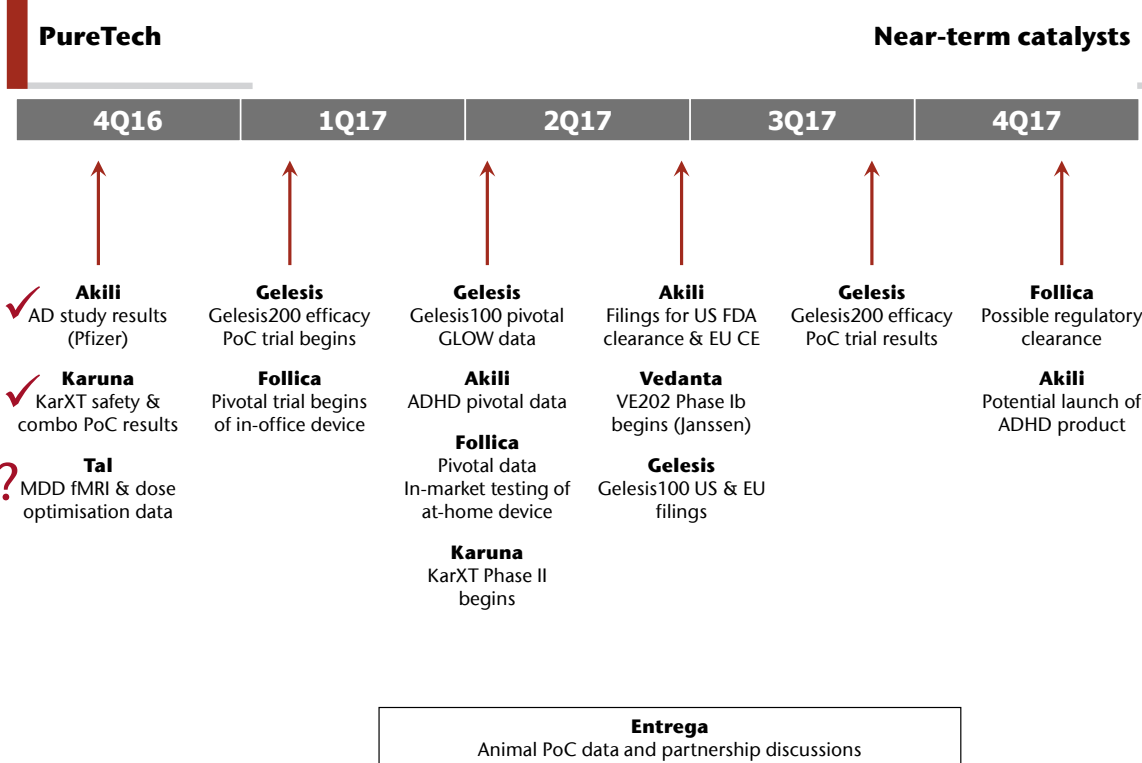 PureTech
Near-term catalysts
4Q16
1Q17
2Q17
3Q17
4Q17
Akili
AD study results
(Pfizer)
Karuna
KarXT safety &
combo PoC results
?
Tal
MDD fMRI & dose
optimisation data
Gelesis
Gelesis200 efficacy
PoC trial begins
Follica
Pivotal trial begins
of in-office device
Gelesis
Gelesis100 pivotal
GLOW data
Akili
ADHD pivotal data
Follica
Pivotal data
In-market testing of
at-home device
Karuna
KarXT Phase II
begins
Akili
Filings for US FDA
clearance & EU CE
Vedanta
VE202 Phase Ib
begins (Janssen)
Gelesis
Gelesis100 US & EU
filings
Gelesis
Gelesis200 efficacy
PoC trial results
Follica
Possible regulatory
clearance
Akili
Potential launch of
ADHD product
Entrega
Animal PoC data and partnership discussions